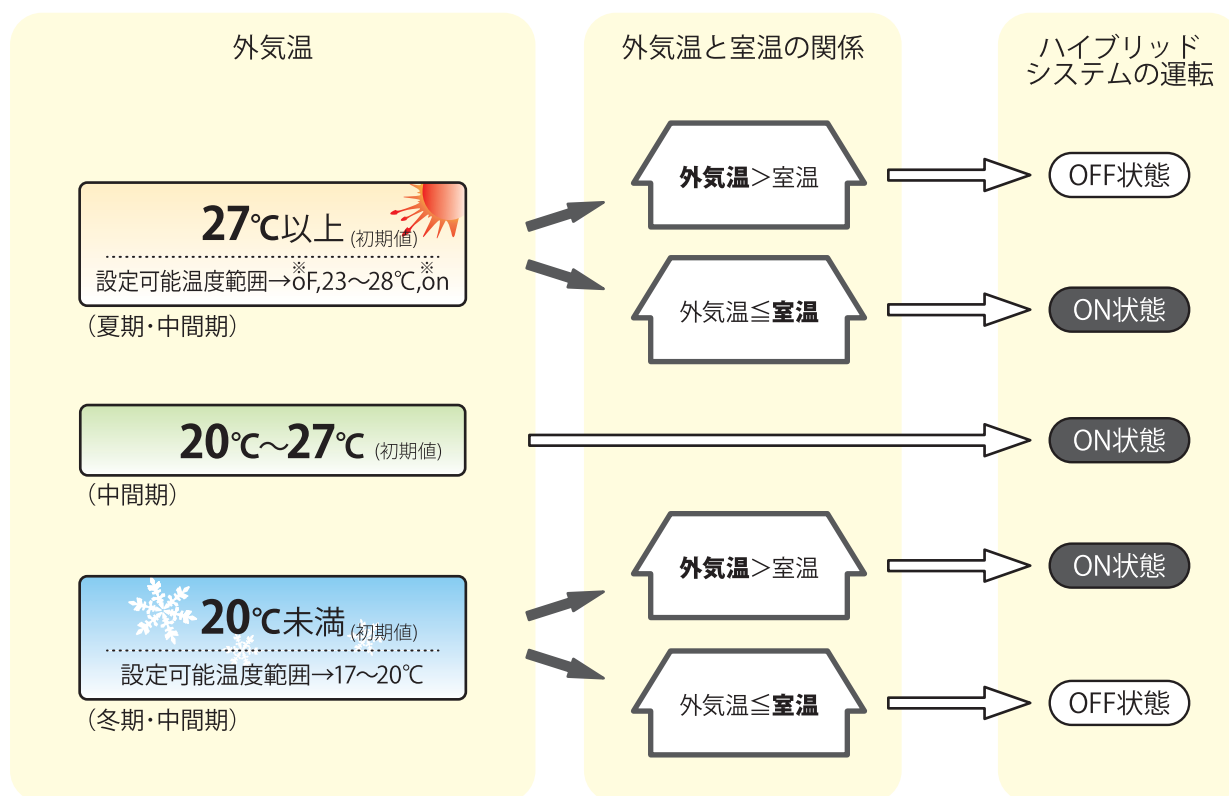 外気温
外気温と室温の関係
ハイブリッド
システムの運転
27℃以上 (初期値)
設定可能温度範囲→oF,23～28℃,on
※ ※
(夏期・中間期)
外気温＞室温
OFF状態
外気温≦室温
ON状態
20℃～27℃ (初期値)
(中間期)
ON状態
20℃未満 (初期値)
設定可能温度範囲→17～20℃
(冬期・中間期)
外気温＞室温
ON状態
外気温≦室温
OFF状態